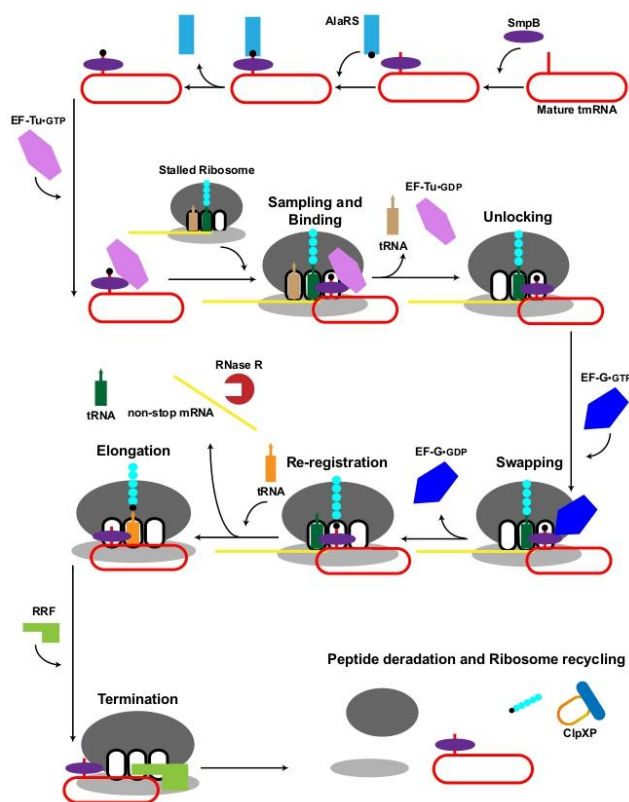 AlaRS
SmpB
Mature tmRNA
EF-Tu•GTP
Stalled Ribosome
Sampling and
Binding
EF-Tu•GDP
tRNA
Unlocking
RNase R
tRNA
non-stop mRNA
EF-G•GTP
Elongation
tRNA
Re-registration
EF-G•GDP
Swapping
RRF
Peptide deradation and Ribosome recycling
Termination
ClpXP